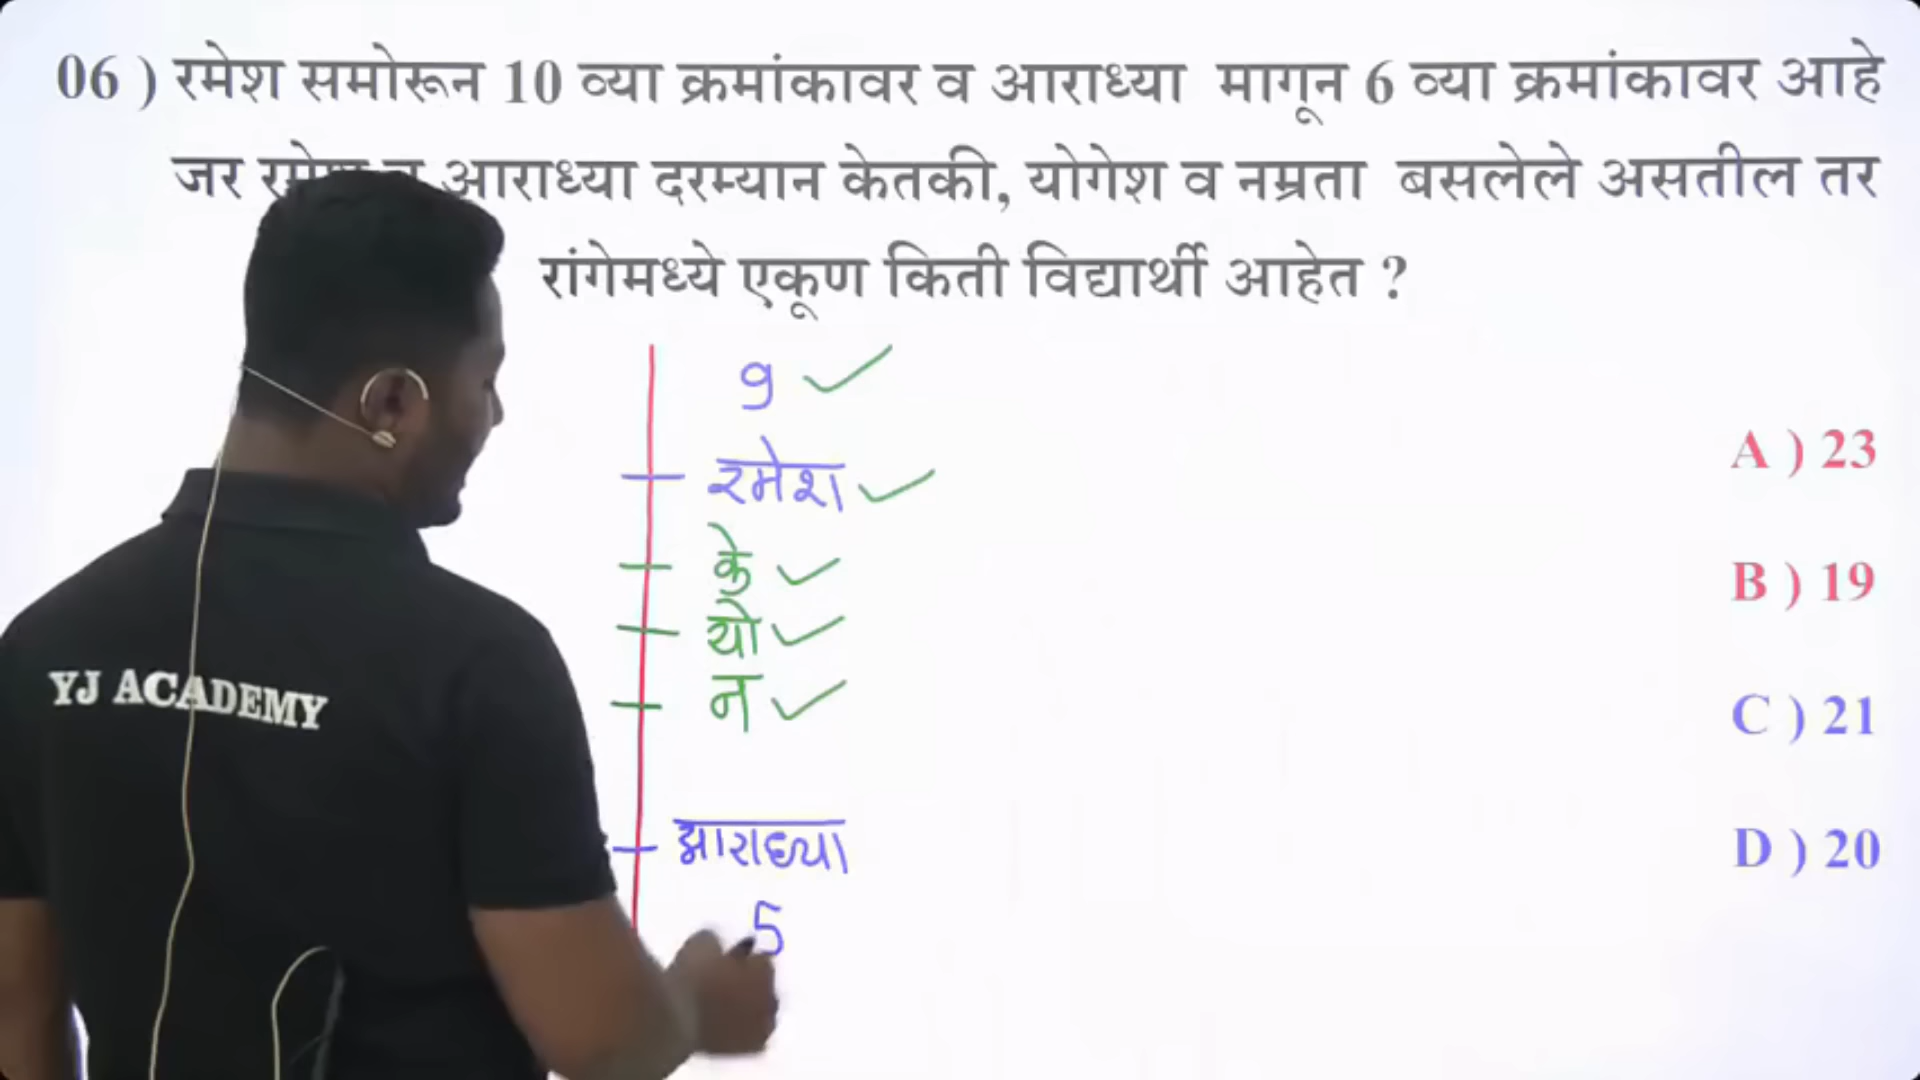 06 ) रमेश समोरून 10 व्या क्रमांकावर व आराध्या मागून 6 व्या क्रमांकावर आहे
जर आराध्या दरम्यान केतकी, योगेश व नम्रता बसलेले असतील तर
रांगेमध्ये एकूण किती विद्यार्थी आहेत ?
9
रमेश
के
यो
न
आराध्या
5
A ) 23
B ) 19
C ) 21
D ) 20
YJ ACADEMY